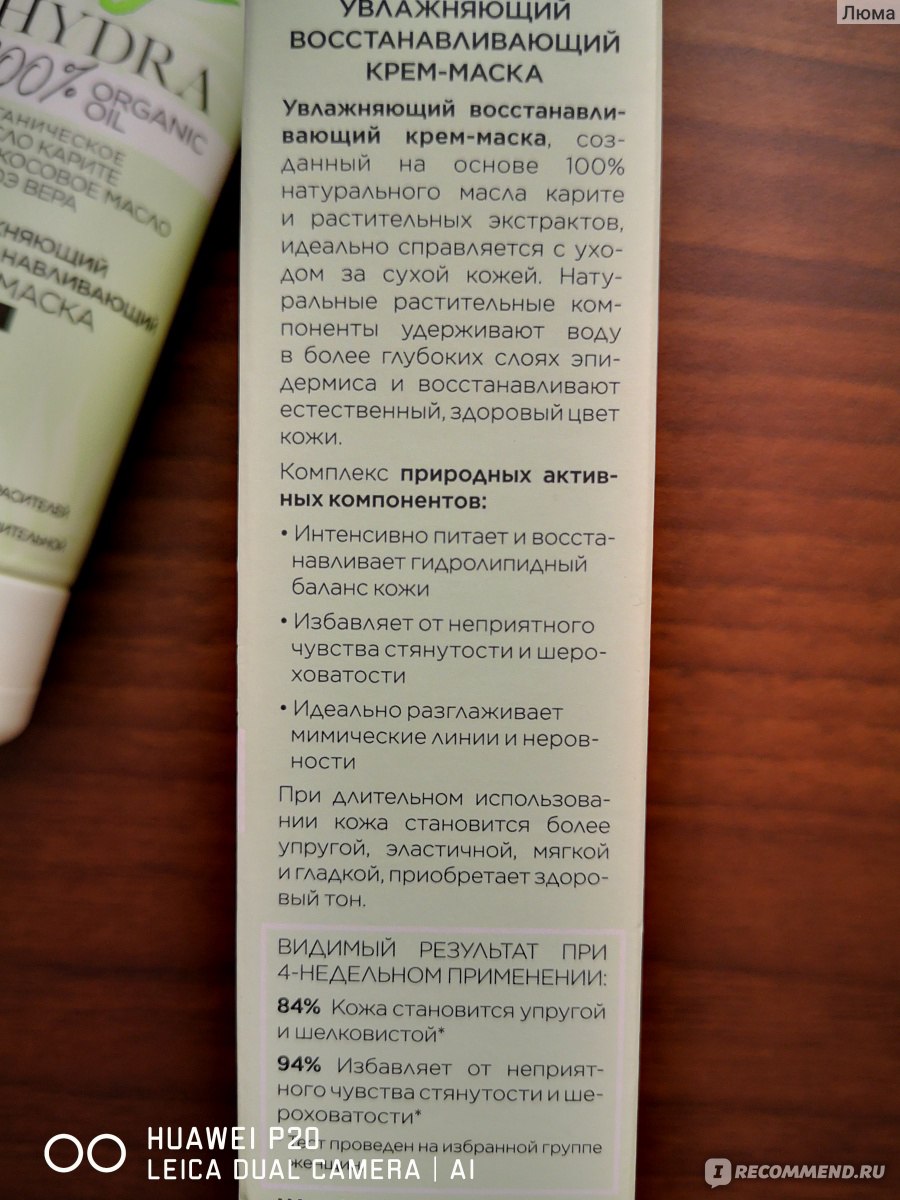 Люма
HYDRA
00%
ORGANIC
OIL
КОСОВОЕ МАСЛО
ВЕРА
МАСКА
УВЛАЖНЯЮЩИЙ
ВОССТАНАВЛИВАЮЩИЙ
КРЕМ-МАСКА
Увлажняющий восстанавли-
вающий крем-маска, соз-
данный на основе 100%
натурального масла карите
и растительных экстрактов,
идеально справляется с ухо-
дом за сухой кожей. Нату-
ральные растительные ком-
поненты удерживают воду
в более глубоких слоях эпи-
дермиса и восстанавливают
естественный, здоровый цвет
кожи.
Комплекс природных актив-
ных компонентов:
• Интенсивно питает и восста-
навливает гидролипидный
баланс кожи
• Избавляет от неприятного
чувства стянутости и шеро-
ховатости
• Идеально разглаживает
мимические линии и неров-
ности
При длительном использова-
нии кожа становится более
упругой, эластичной, мягкой
и гладкой, приобретает здоро-
вый тон.
ВИДИМЫЙ РЕЗУЛЬТАТ ПРИ
4-НЕДЕЛЬНОМ ПРИМЕНЕНИИ:
84% Кожа становится упругой
и шелковистой*
94% Избавляет от неприят-
ного чувства стянутости и ше-
роховатости*
проведен на избранной группе
HUAWEI P20
LEICA DUAL CAMERA | AI
IRECOMMEND.RU